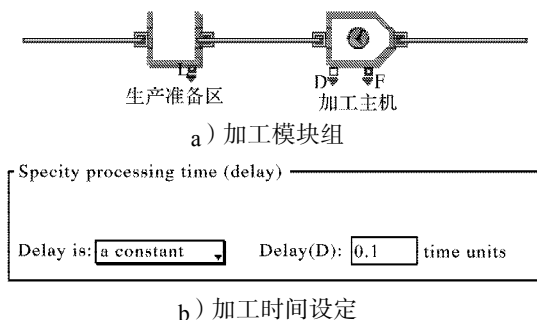 L
D F
生产准备区
加工主机
a）加工模块组
Specity processing time (delay)
Delay is: a constant Delay(D): 0.1 time units
b）加工时间设定